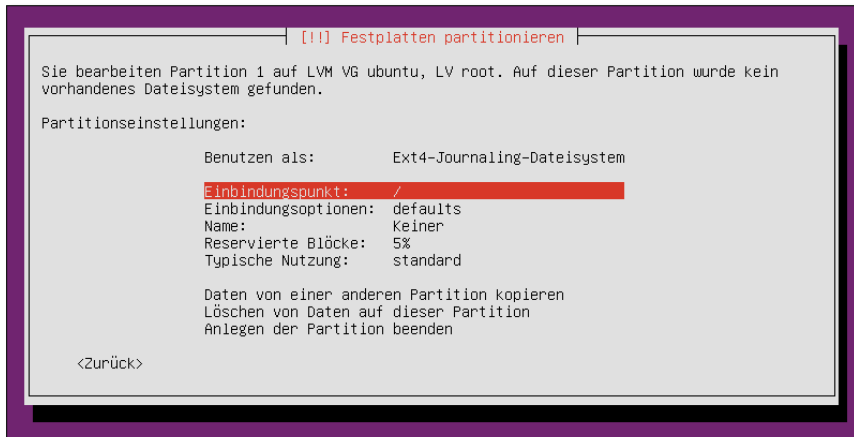 [!!] Festplatten partitionieren
Sie bearbeiten Partition 1 auf LVM VG ubuntu, LV root. Auf dieser Partition wurde kein
vorhandenes Dateisystem gefunden.
Partitionseinstellungen:
Benutzen als: Ext4-Journaling-Dateisystem
Einbindungspunkt: /
Einbindungsoptionen: defaults
Name: Keiner
Reservierte Blöcke: 5%
Typische Nutzung: standard
Daten von einer anderen Partition kopieren
Löschen von Daten auf dieser Partition
Anlegen der Partition beenden
<Zurück>